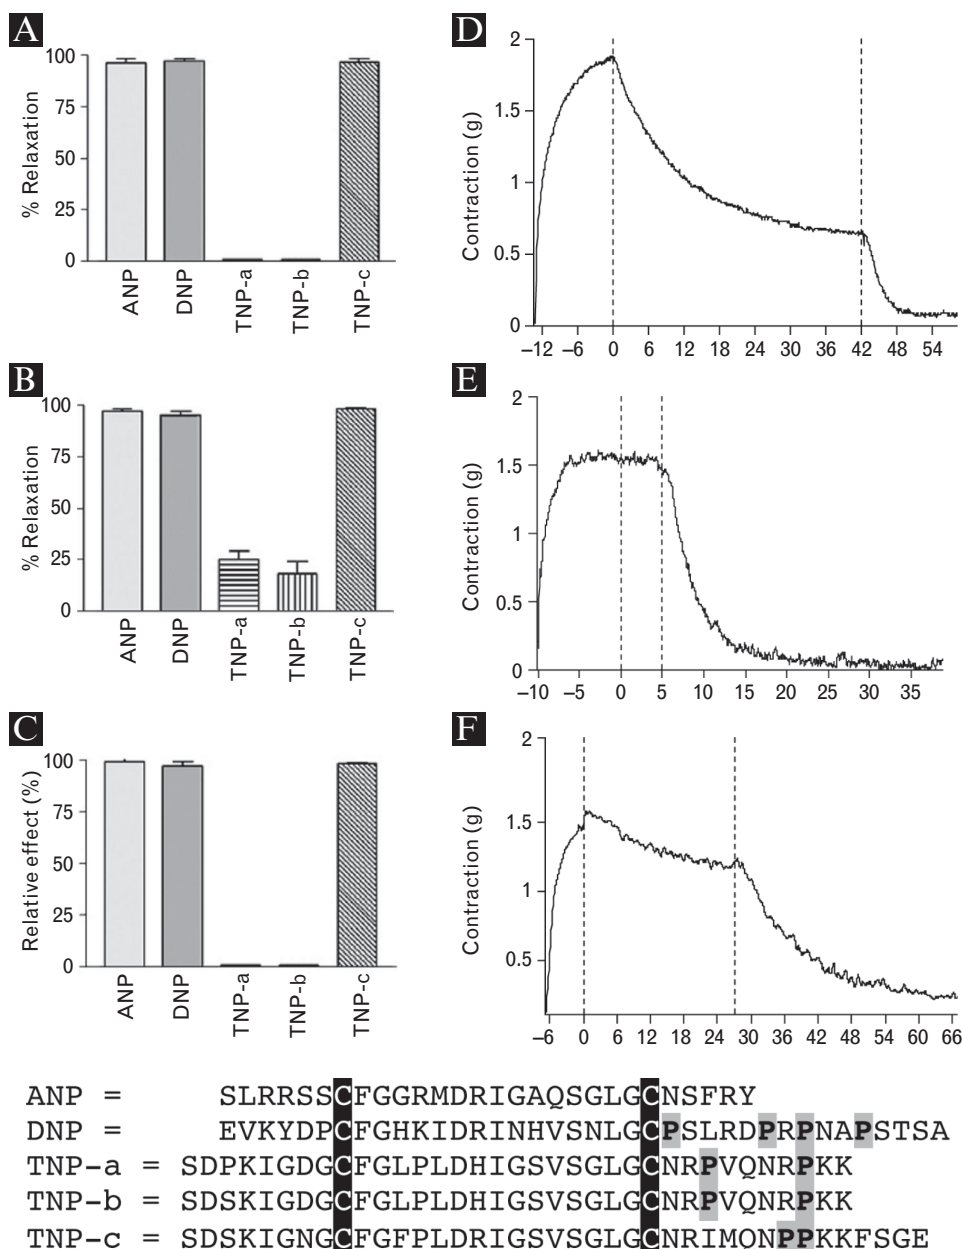 A
% Relaxation
100
75
50
25
0
ANP
DNP
TNP-a
TNP-b
TNP-c
D
Contraction (g)
2
1.5
1
0.5
0
–12 –6 0 6 12 18 24 30 36 42 48 54
B
% Relaxation
100
75
50
25
0
ANP
DNP
TNP-a
TNP-b
TNP-c
E
Contraction (g)
2
1.5
1
0.5
0
–10 –5 0 5 10 15 20 25 30 35
C
Relative effect (%)
100
75
50
25
0
ANP
DNP
TNP-a
TNP-b
TNP-c
F
Contraction (g)
2
1.5
1
0.5
–6 0 6 12 18 24 30 36 42 48 54 60 66
ANP = SLRRSSCFGGRMDRIGAQSGLGCNSFRY
DNP = EVKYDPCFGHKIDRINHVSNLGCPSLRDPRPNAPSTSA
TNP-a = SDPKIGDGCFGLPLDHIGSVSGLGCNRPVQNRPKK
TNP-b = SDSKIGDGCFGLPLDHIGSVSGLGCNRPVQNRPKK
TNP-c = SDSKIGNGCFGFPLDRIGSVSGLGCNRIMQNPPKKFSGE